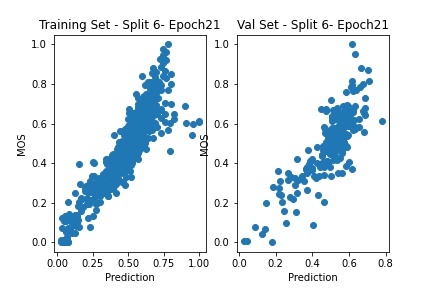 Training Set - Split 6- Epoch21
Val Set - Split 6- Epoch21
1.0
0.8
0.6
0.4
0.2
0.0
MOS
0.00 0.25 0.50 0.75 1.00
Prediction
1.0
0.8
0.6
0.4
0.2
0.0
MOS
0.0 0.2 0.4 0.6 0.8
Prediction